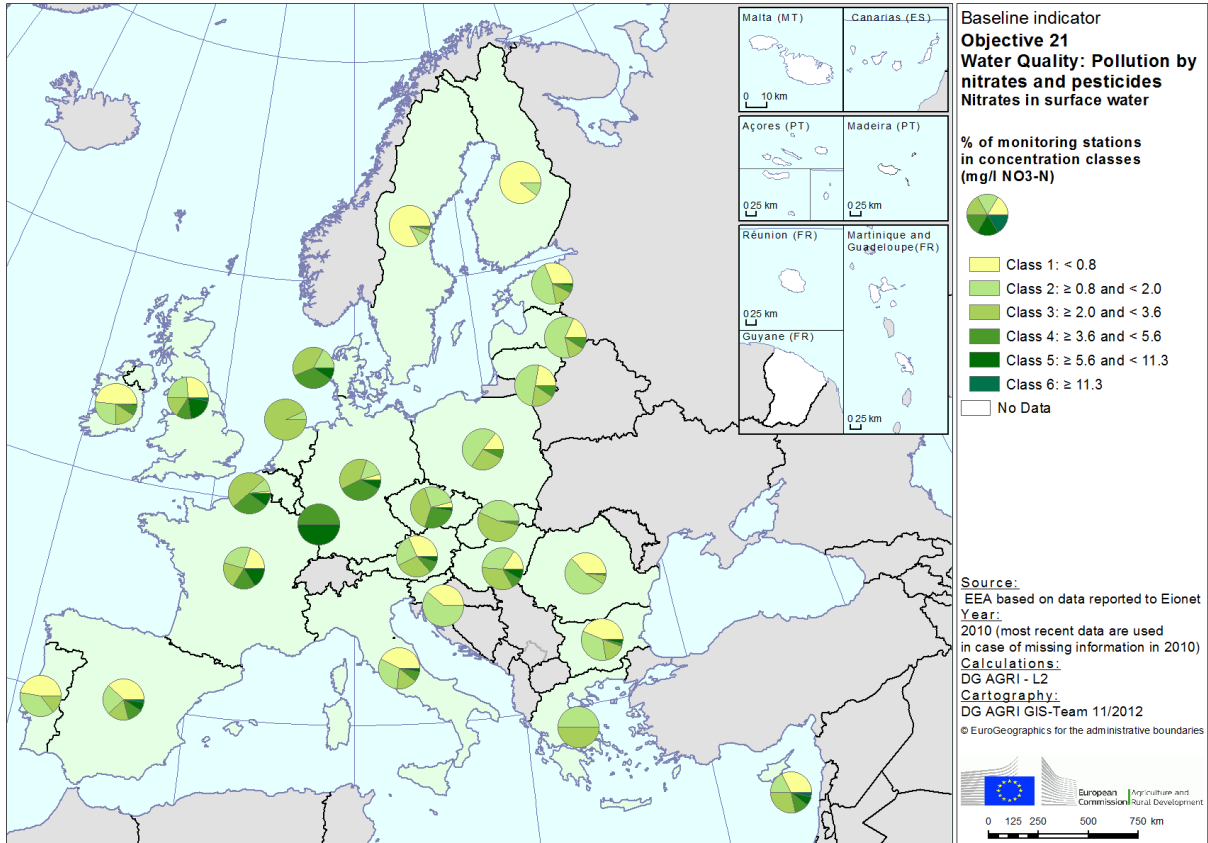 Malta (MT)
0 10 km
Canarias (ES)
0 25 km
Açores (PT)
0 25 km
Madeira (PT)
0 25 km
Réunion (FR)
0 25 km
Martinique and
Guadeloupe(FR)
0 25 km
Guyane (FR)
Baseline indicator
Objective 21
Water Quality: Pollution by
nitrates and pesticides
Nitrates in surface water
% of monitoring stations
in concentration classes
(mg/l NO3-N)
Class 1: < 0.8
Class 2: ≥ 0.8 and < 2.0
Class 3: ≥ 2.0 and < 3.6
Class 4: ≥ 3.6 and < 5.6
Class 5: ≥ 5.6 and < 11.3
Class 6: ≥ 11.3
No Data
Source:
EEA based on data reported to Eionet
Year:
2010 (most recent data are used
in case of missing information in 2010)
Calculations:
DG AGRI - L2
Cartography:
DG AGRI GIS-Team 11/2012
© EuroGeographics for the administrative boundaries
European Commission
Agriculture and Rural Development
0 125 250 500 750 km